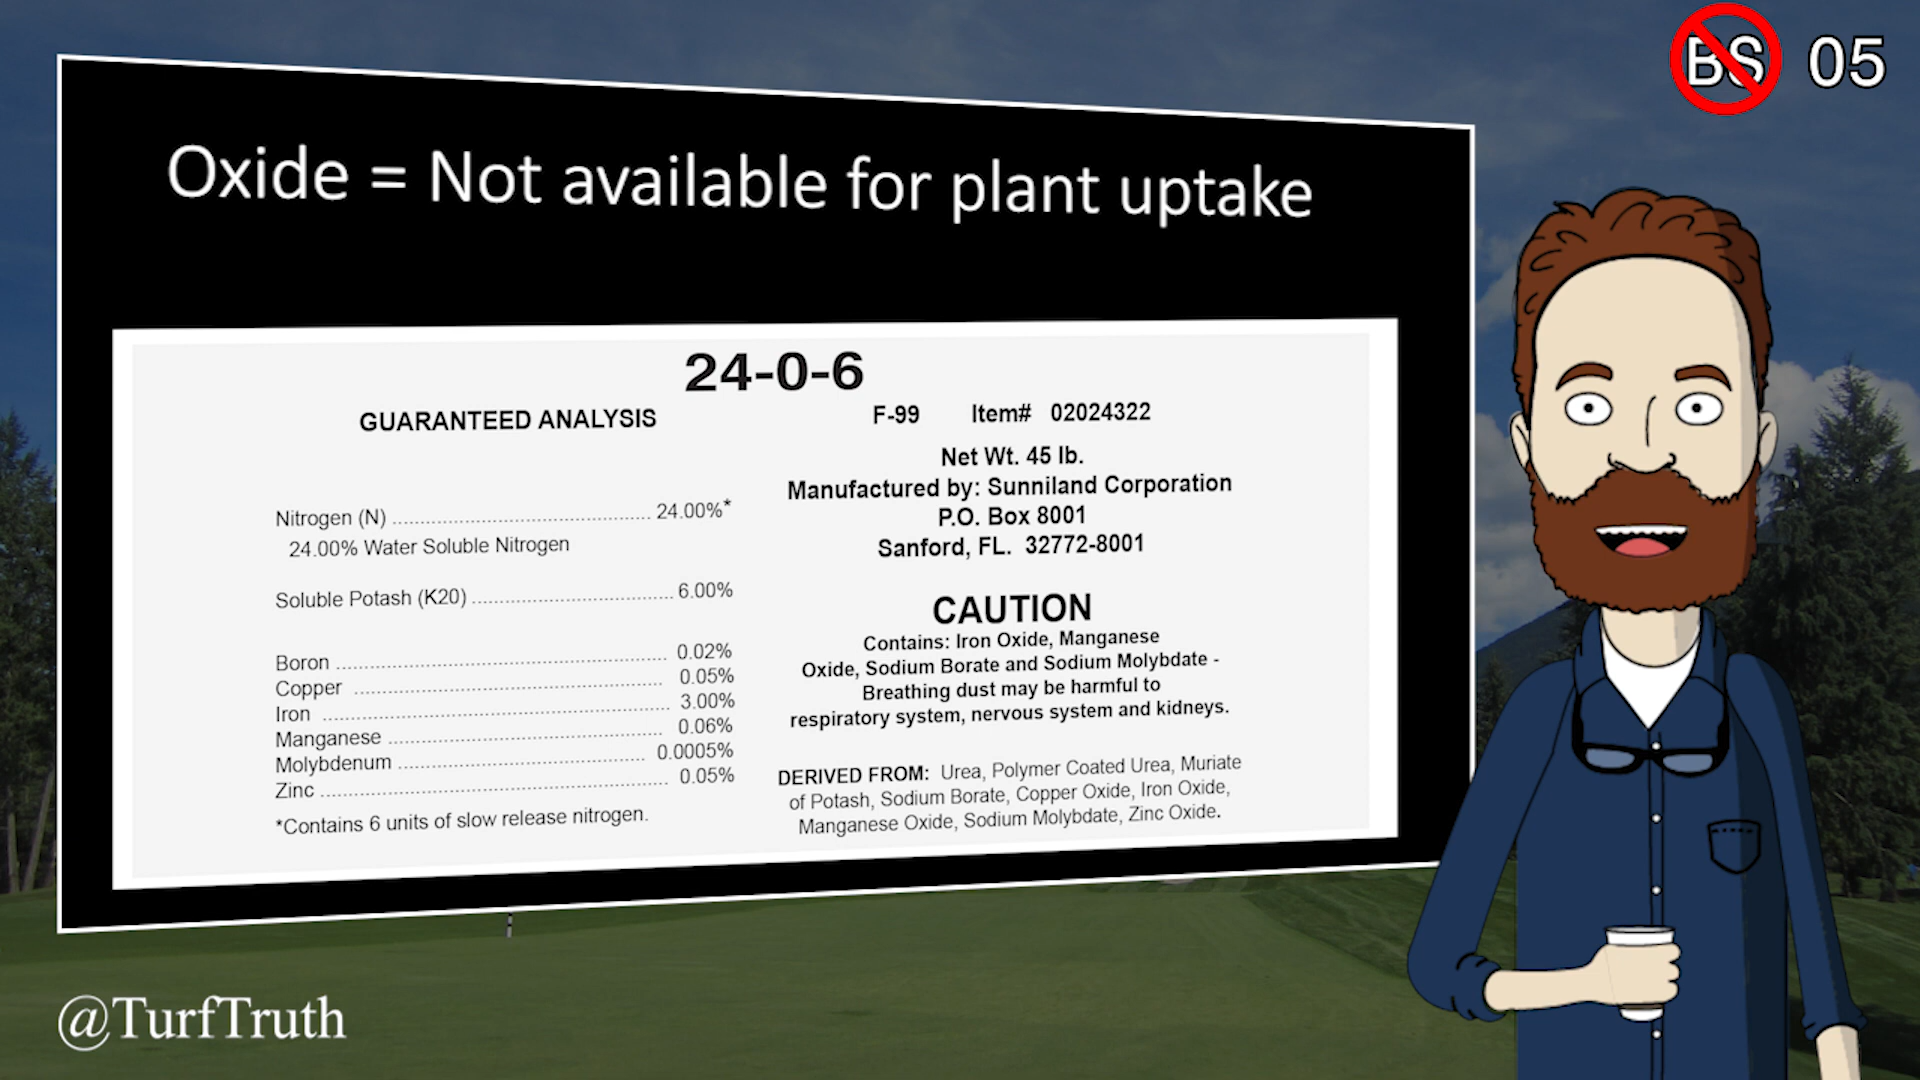 BS 05
Oxide = Not available for plant uptake
24-0-6
GUARANTEED ANALYSIS
F-99 Item# 02024322
Net Wt. 45 lb.
Manufactured by: Sunniland Corporation
P.O. Box 8001
Sanford, FL. 32772-8001
Nitrogen (N) ........ 24.00%*
24.00% Water Soluble Nitrogen
Soluble Potash (K20) ........ 6.00%
Boron ........ 0.02%
Copper ........ 0.05%
Iron ........ 3.00%
Manganese ........ 0.06%
Molybdenum ........ 0.0005%
Zinc ........ 0.05%
*Contains 6 units of slow release nitrogen.
CAUTION
Contains: Iron Oxide, Manganese
Oxide, Sodium Borate and Sodium Molybdate -
Breathing dust may be harmful to
respiratory system, nervous system and kidneys.
DERIVED FROM: Urea, Polymer Coated Urea, Muriate
of Potash, Sodium Borate, Copper Oxide, Iron Oxide,
Manganese Oxide, Sodium Molybdate, Zinc Oxide.
@TurfTruth